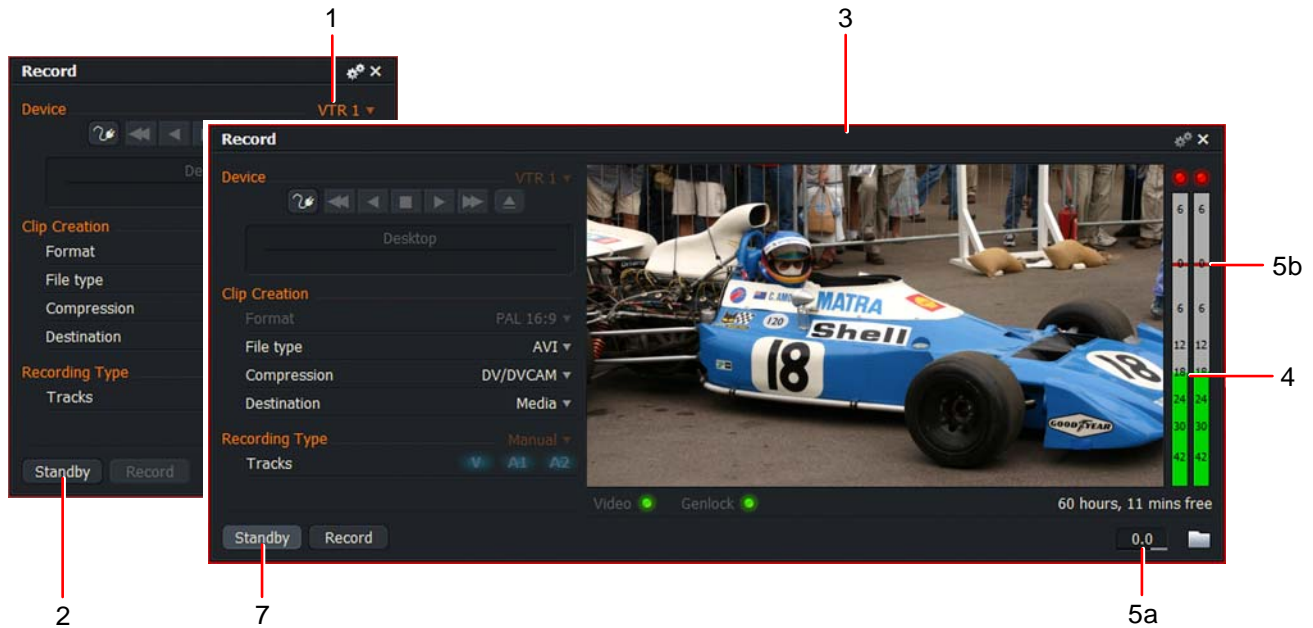 1
3
Record
Device
VTR 1
De
Clip Creation
Format
File type
Compression
Destination
Recording Type
Tracks
Standby Record
2
Record
Device VTR 1
Desktop
Clip Creation
Format PAL 16:9
File type AVI
Compression DV/DVCAM
Destination Media
Recording Type Manual
Tracks V A1 A2
Standby Record
7
C. AMO
MATRA
120
Shell
18
18
GOODYEAR
Video Genlock 60 hours, 11 mins free
6 6
0 0
6 6
12 12
18 18
24 24
30 30
42 42
5b
4
0.0
5a